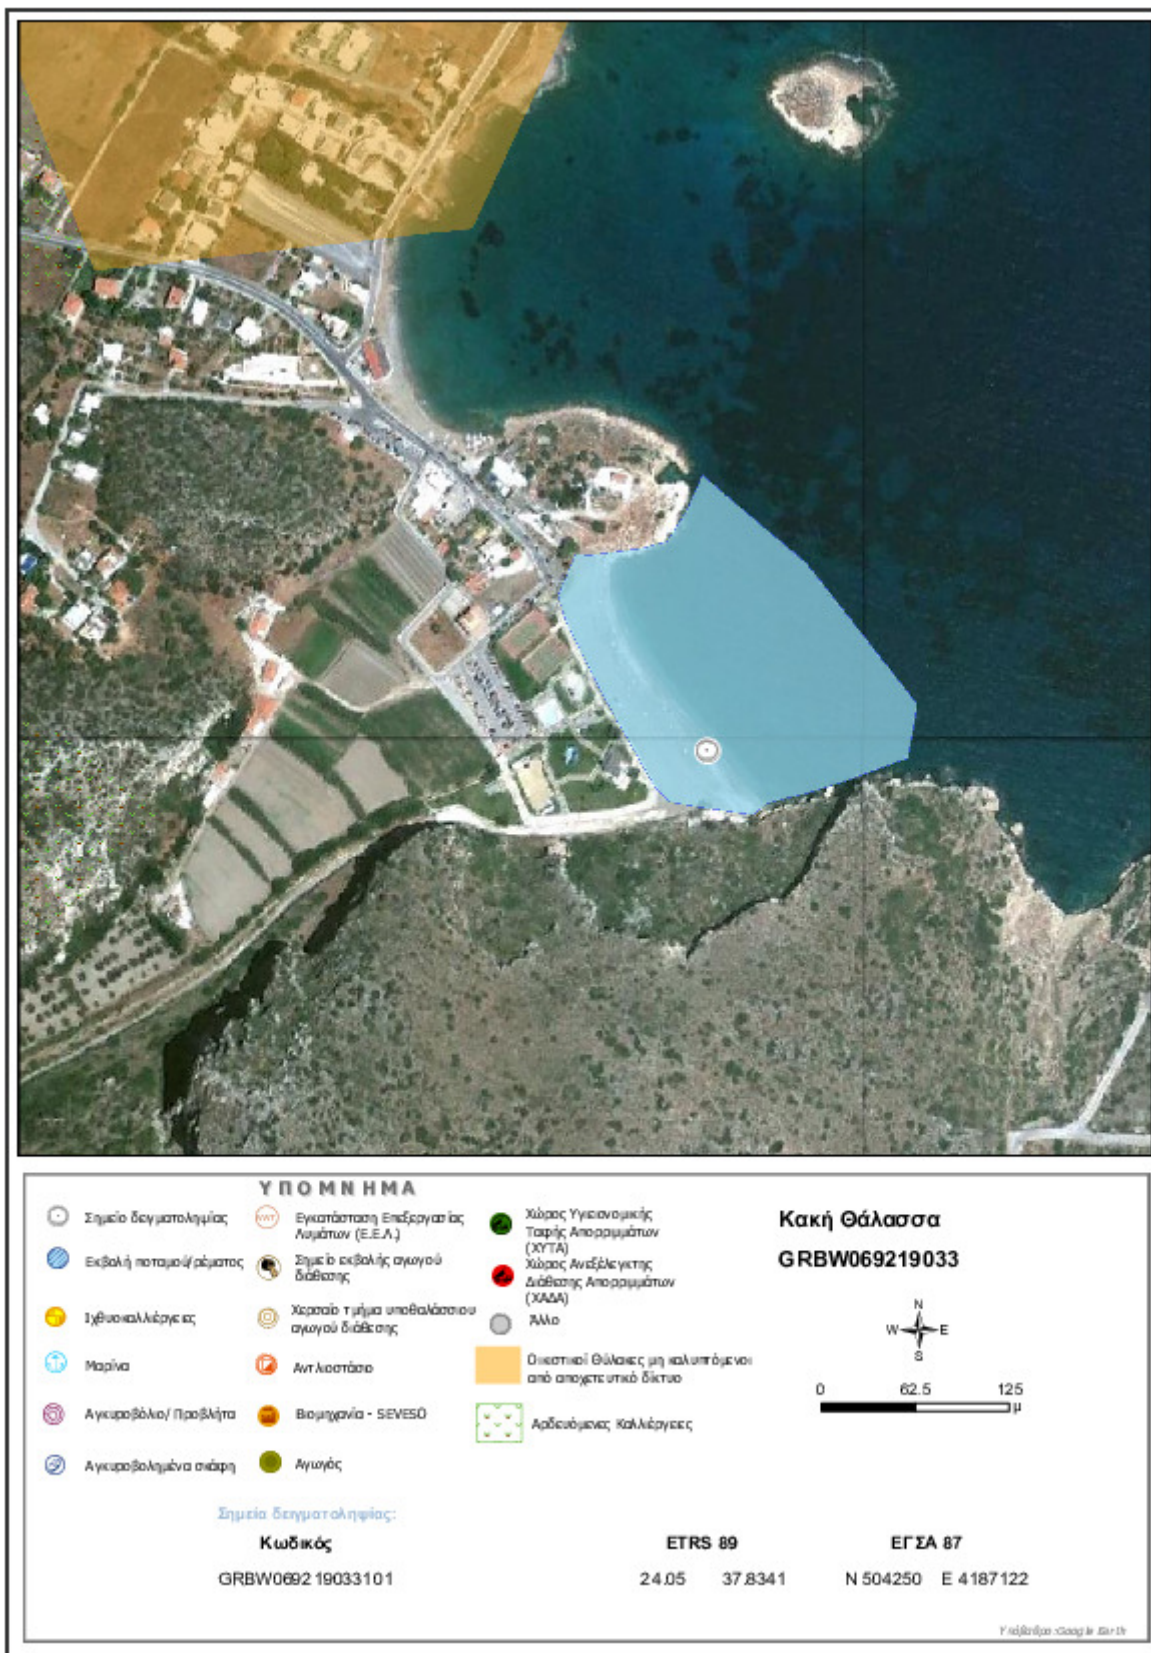 ΥΠΟΜΝΗΜΑ
Σημείο δειγματοληψίας
Εκβολή ποταμού/ρέματος
Ιχθυοκαλλιέργειες
Μαρίνα
Αγκυροβόλιο/ Προβλήτα
Αγκυροβολημένα σκάφη
Εγκατάσταση Επεξεργασίας
Λυμάτων (Ε.Ε.Λ.)
Σημείο εκβολής αγωγού
διάθεσης
Χερσαίο τμήμα υποθαλάσσιου
αγωγού διάθεσης
Αντλιοστάσιο
Βιομηχανία - SEVESO
Αγωγός
Χώρος Υγειονομικής
Ταφής Απορριμμάτων
(ΧΥΤΑ)
Χώρος Ανεξέλεγκτης
Διάθεσης Απορριμμάτων
(ΧΑΔΑ)
Άλλο
Οικιστικοί Θύλακες μη καλυπτόμενοι
από αποχετευτικό δίκτυο
Αρδευόμενες Καλλιέργειες
Κακή Θάλασσα
GRBW069219033
N
W E
S
0 62.5 125
μ
Σημεία δειγματοληψίας:
Κωδικός ETRS 89 ΕΓΣΑ 87
GRBW069219033101 24.05 37.8341 N 504250 E 4187122
Υπόβαθρο:Google Earth